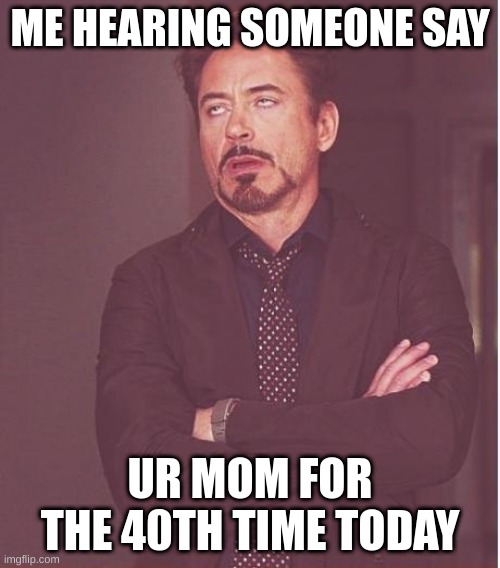 ME HEARING SOMEONE SAY
UR MOM FOR
THE 40TH TIME TODAY
imgflip.com